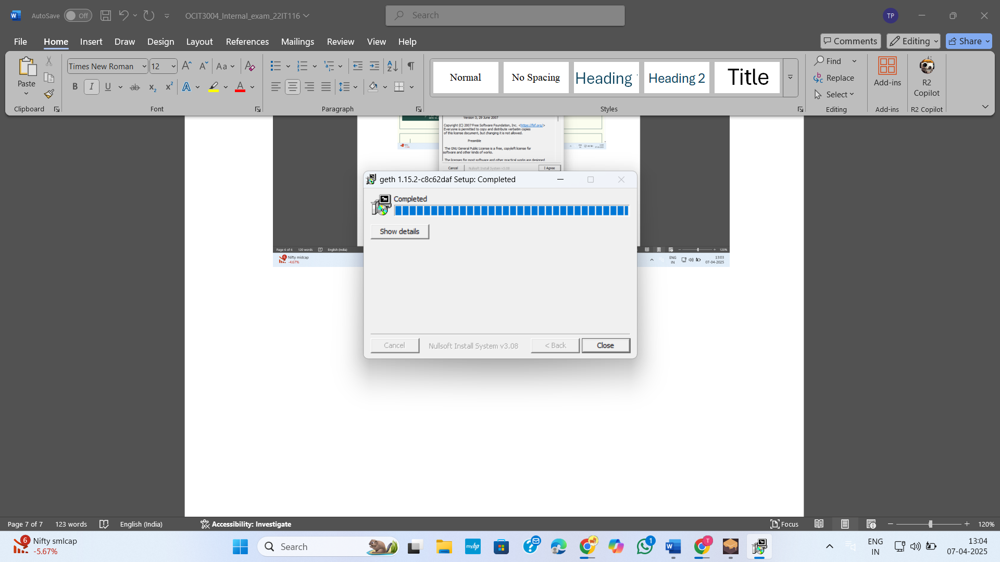 AutoSave Off OCIT3004_Internal_exam_22IT116 Search TP
File Home Insert Draw Design Layout References Mailings Review View Help Comments Editing Share
Paste
Times New Roman 12 Aa
Normal No Spacing Heading Heading 2 Title
Find
Replace
Select
Add-ins
R2 Copilot
Clipboard Font Paragraph Styles Editing Add-ins R2 Copilot
Version 3, 29 June 2007
Copyright (C) 2007 Free Software Foundation, Inc. <https://fsf.org/>
Everyone is permitted to copy and distribute verbatim copies
of this license document, but changing it is not allowed.
Preamble
The GNU General Public License is a free, copyleft license for
software and other kinds of works.
The licenses for most software and other practical works are designed
Cancel Nullsoft Install System v3.08 I Agree
geth 1.15.2-c8c62daf Setup: Completed
Completed
Show details
Cancel Nullsoft Install System v3.08 < Back Close
Page 6 of 6 120 words English (India) 120%
Nifty midcap
-4.67%
ENG
IN
13:03
07-04-2025
Page 7 of 7 123 words English (India) Accessibility: Investigate Focus 120%
6 Nifty smlcap
-5.67%
Search
myhp
1
T
ENG
IN
13:04
07-04-2025